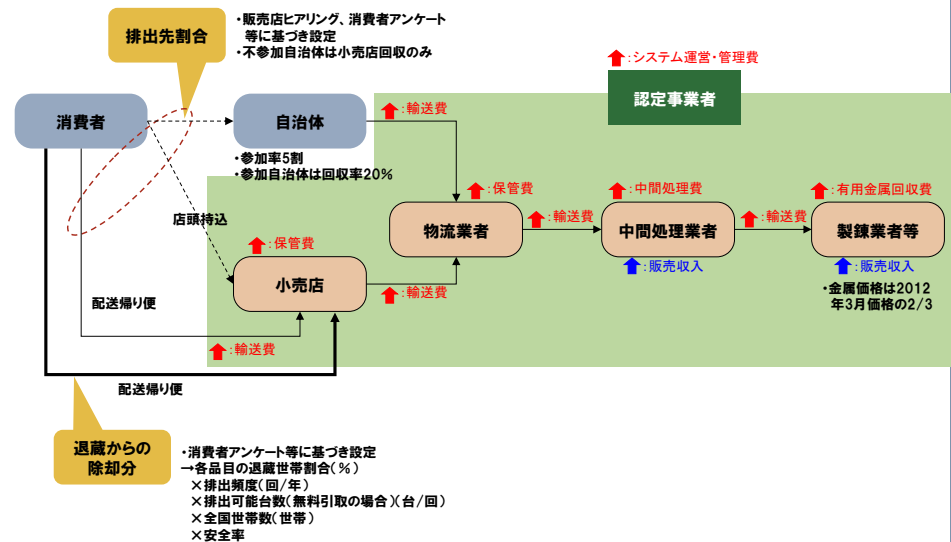 排出先割合
・販売店ヒアリング、消費者アンケート
等に基づき設定
・不参加自治体は小売店回収のみ
：システム運営・管理費
認定事業者
消費者
自治体
：輸送費
・参加率5割
・参加自治体は回収率20％
店頭持込
：保管費
小売店
：輸送費
配送帰り便
：輸送費
配送帰り便
：保管費
物流業者
：輸送費
：中間処理費
中間処理業者
：販売収入
：輸送費
：有用金属回収費
製錬業者等
：販売収入
・金属価格は2012
年3月価格の2/3
退蔵からの
除却分
・消費者アンケート等に基づき設定
→各品目の退蔵世帯割合（％）
×排出頻度（回/年）
×排出可能台数（無料引取の場合）（台/回）
×全国世帯数（世帯）
×安全率